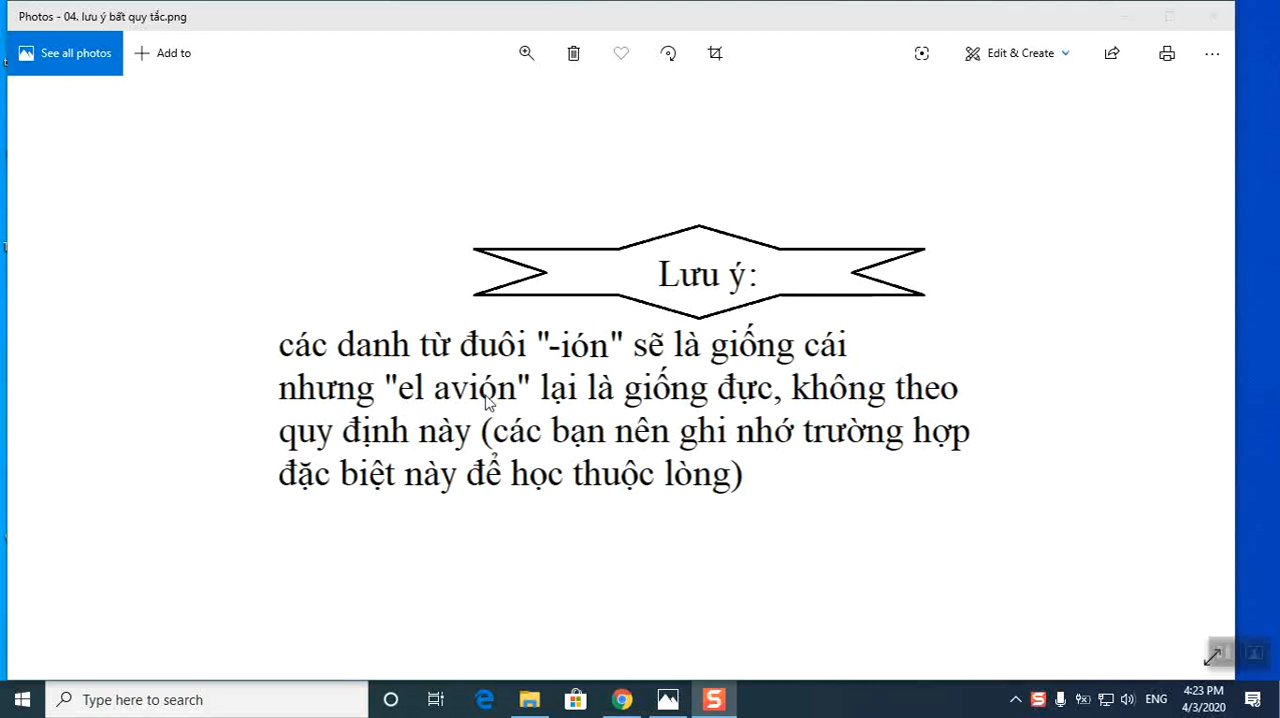 Photos - 04. lưu ý bất quy tắc.png
See all photos
Add to
Edit & Create
Lưu ý:
các danh từ đuôi "-ión" sẽ là giống cái
nhưng "el avión" lại là giống đực, không theo
quy định này (các bạn nên ghi nhớ trường hợp
đặc biệt này để học thuộc lòng)
Type here to search
ENG
4:23 PM
4/3/2020